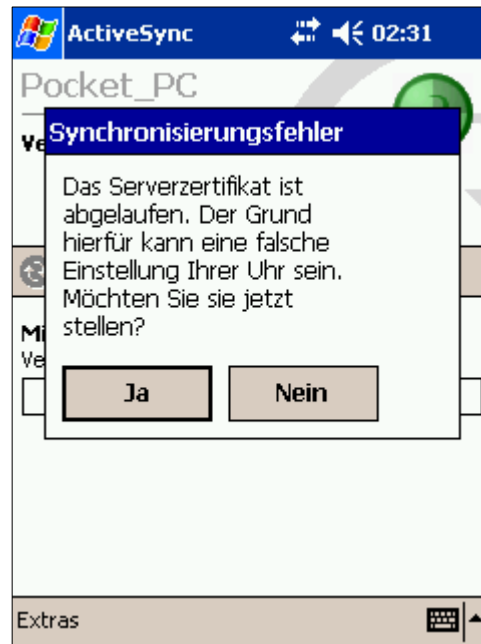 ActiveSync 02:31
Pocket_PC
Synchronisierungsfehler
Das Serverzertifikat ist
abgelaufen. Der Grund
hierfür kann eine falsche
Einstellung Ihrer Uhr sein.
Möchten Sie sie jetzt
stellen?
Ja Nein
Extras